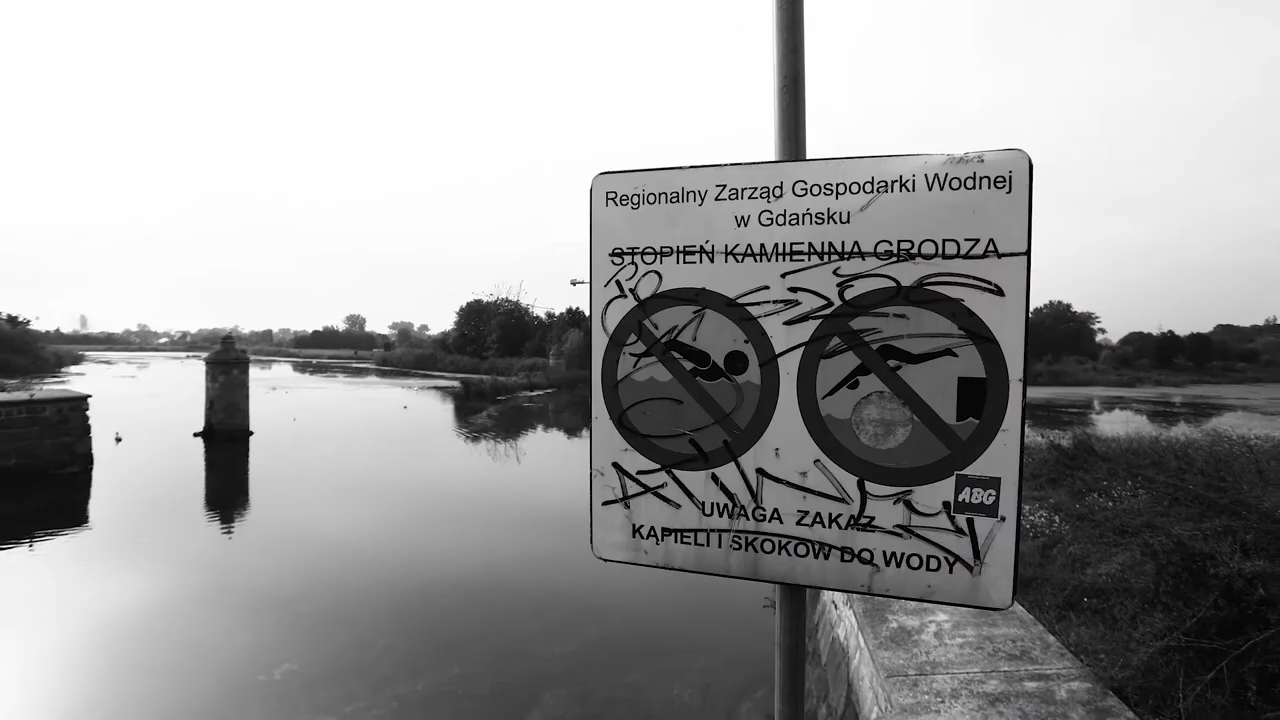 Regionalny Zarząd Gospodarki Wodnej
w Gdańsku
STOPIEŃ KAMIENNA GRODZA
ABG
UWAGA ZAKAZ
KĄPIELI I SKOKÓW DO WODY